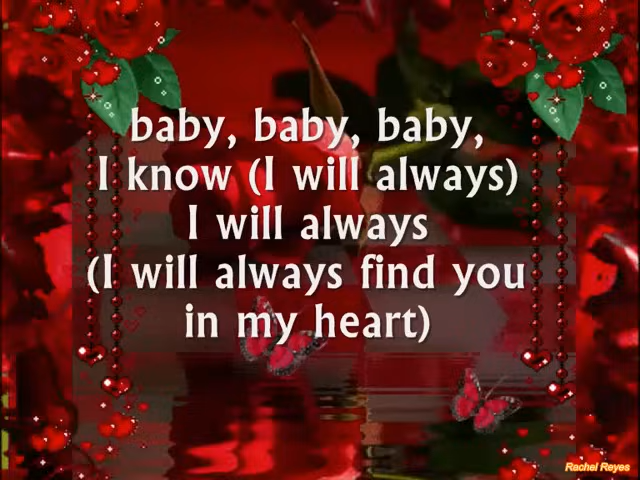 baby, baby, baby,
I know (I will always)
I will always
(I will always find you
in my heart)
Rachel Reyes